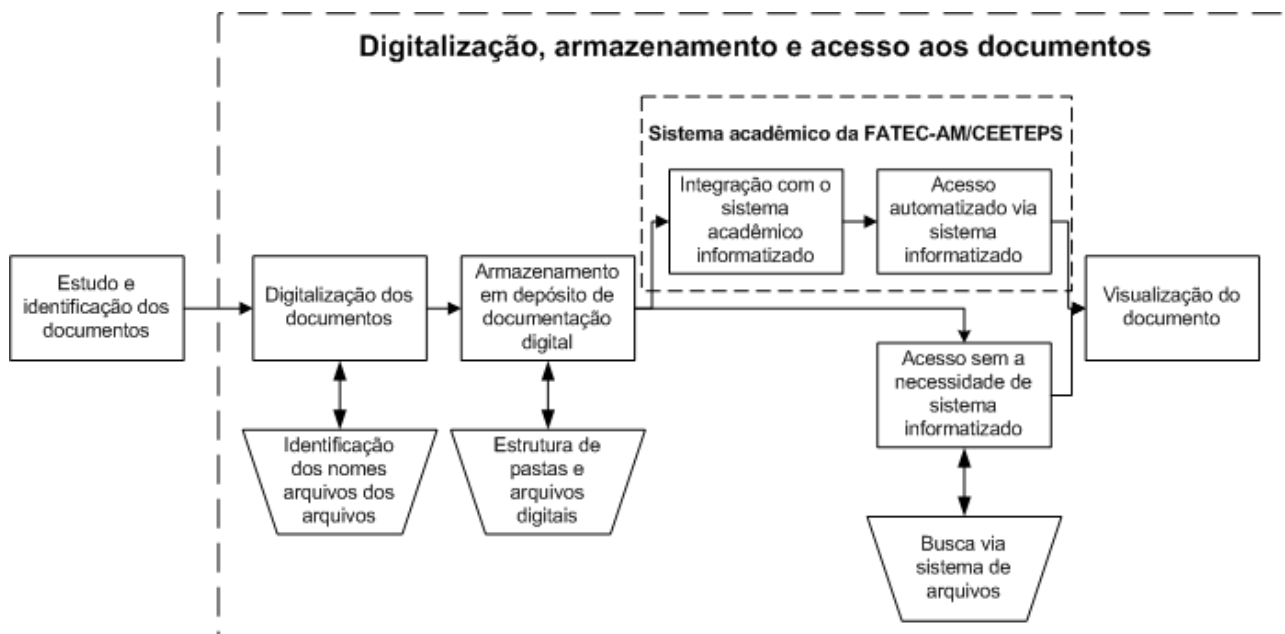 Digitalização, armazenamento e acesso aos documentos
Sistema acadêmico da FATEC-AM/CEETEPS
Integração com o
sistema
acadêmico
informatizado
Acesso
automatizado via
sistema
informatizado
Estudo e
identificação dos
documentos
Digitalização dos
documentos
Armazenamento
em depósito de
documentação
digital
Visualização do
documento
Acesso sem a
necessidade de
sistema
informatizado
Identificação
dos nomes
arquivos dos
arquivos
Estrutura de
pastas e
arquivos
digitais
Busca via
sistema de
arquivos